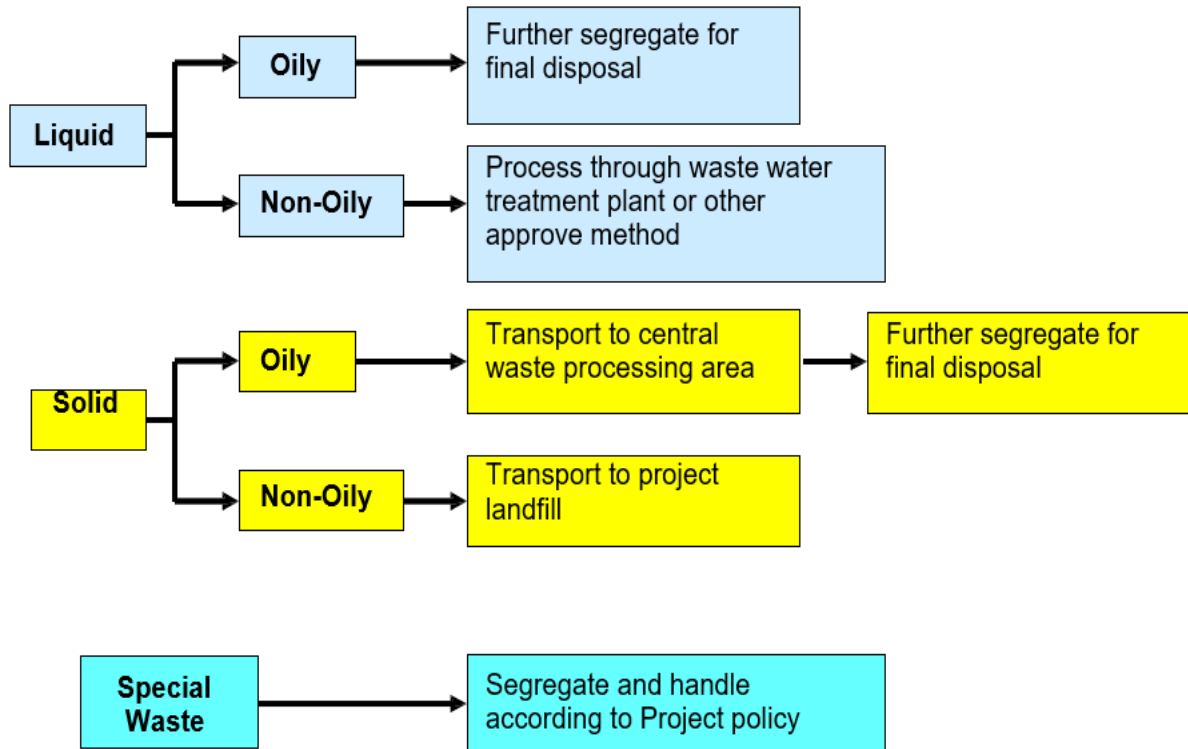 Oily
Further segregate for
final disposal
Liquid
Non-Oily
Process through waste water
treatment plant or other
approve method
Solid
Oily
Transport to central
waste processing area
Further segregate for
final disposal
Non-Oily
Transport to project
landfill
Special
Waste
Segregate and handle
according to Project policy